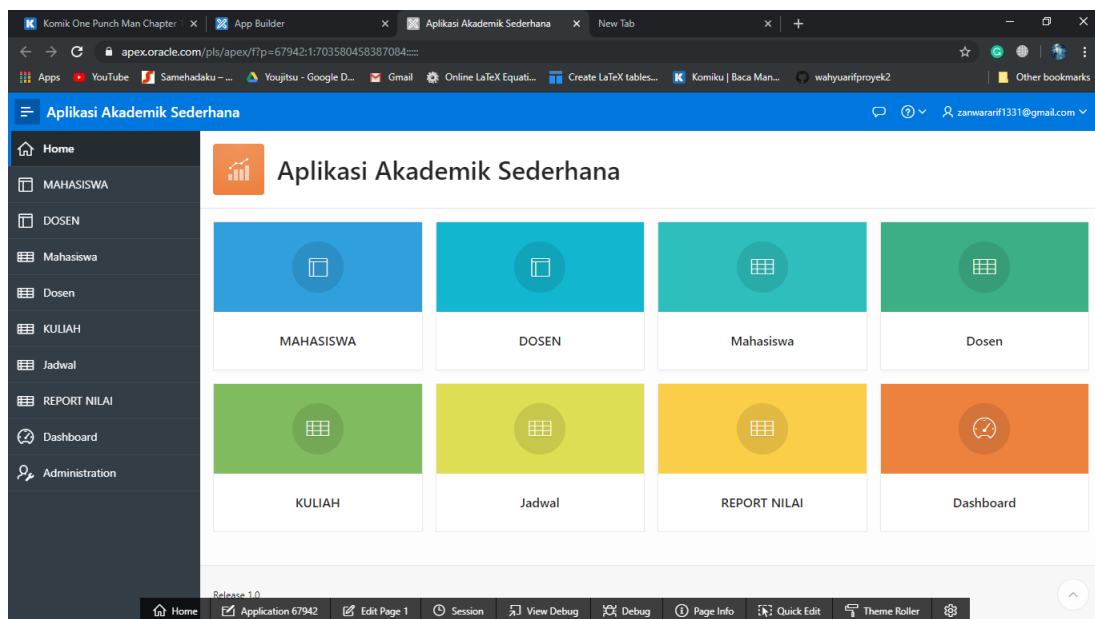 Komik One Punch Man Chapter
App Builder
Aplikasi Akademik Sederhana
New Tab
apex.oracle.com/pls/apex/f?p=67942:1:703580458387084:::::
Apps
YouTube
Samehadaku – ...
Youjitsu - Google D...
Gmail
Online LaTeX Equati...
Create LaTeX tables...
Komiku | Baca Man...
wahyuarifproyek2
Other bookmarks
Aplikasi Akademik Sederhana
zanwararif1331@gmail.com
Home
MAHASISWA
DOSEN
Mahasiswa
Dosen
KULIAH
Jadwal
REPORT NILAI
Dashboard
Administration
Aplikasi Akademik Sederhana
MAHASISWA
DOSEN
Mahasiswa
Dosen
KULIAH
Jadwal
REPORT NILAI
Dashboard
Release 1.0
Home
Application 67942
Edit Page 1
Session
View Debug
Debug
Page Info
Quick Edit
Theme Roller